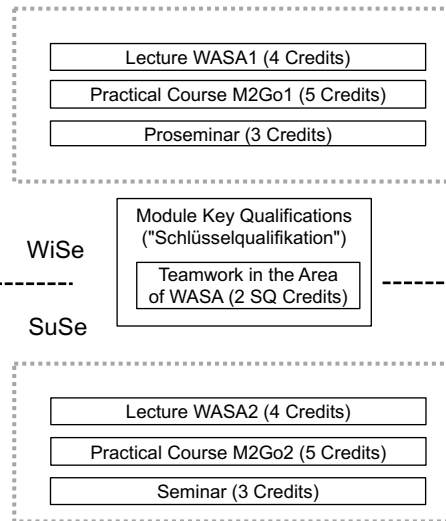 Lecture WASA1 (4 Credits)
Practical Course M2Go1 (5 Credits)
Proseminar (3 Credits)
Module Key Qualifications
("Schlüsselqualifikation")
WiSe
Teamwork in the Area
of WASA (2 SQ Credits)
SuSe
Lecture WASA2 (4 Credits)
Practical Course M2Go2 (5 Credits)
Seminar (3 Credits)